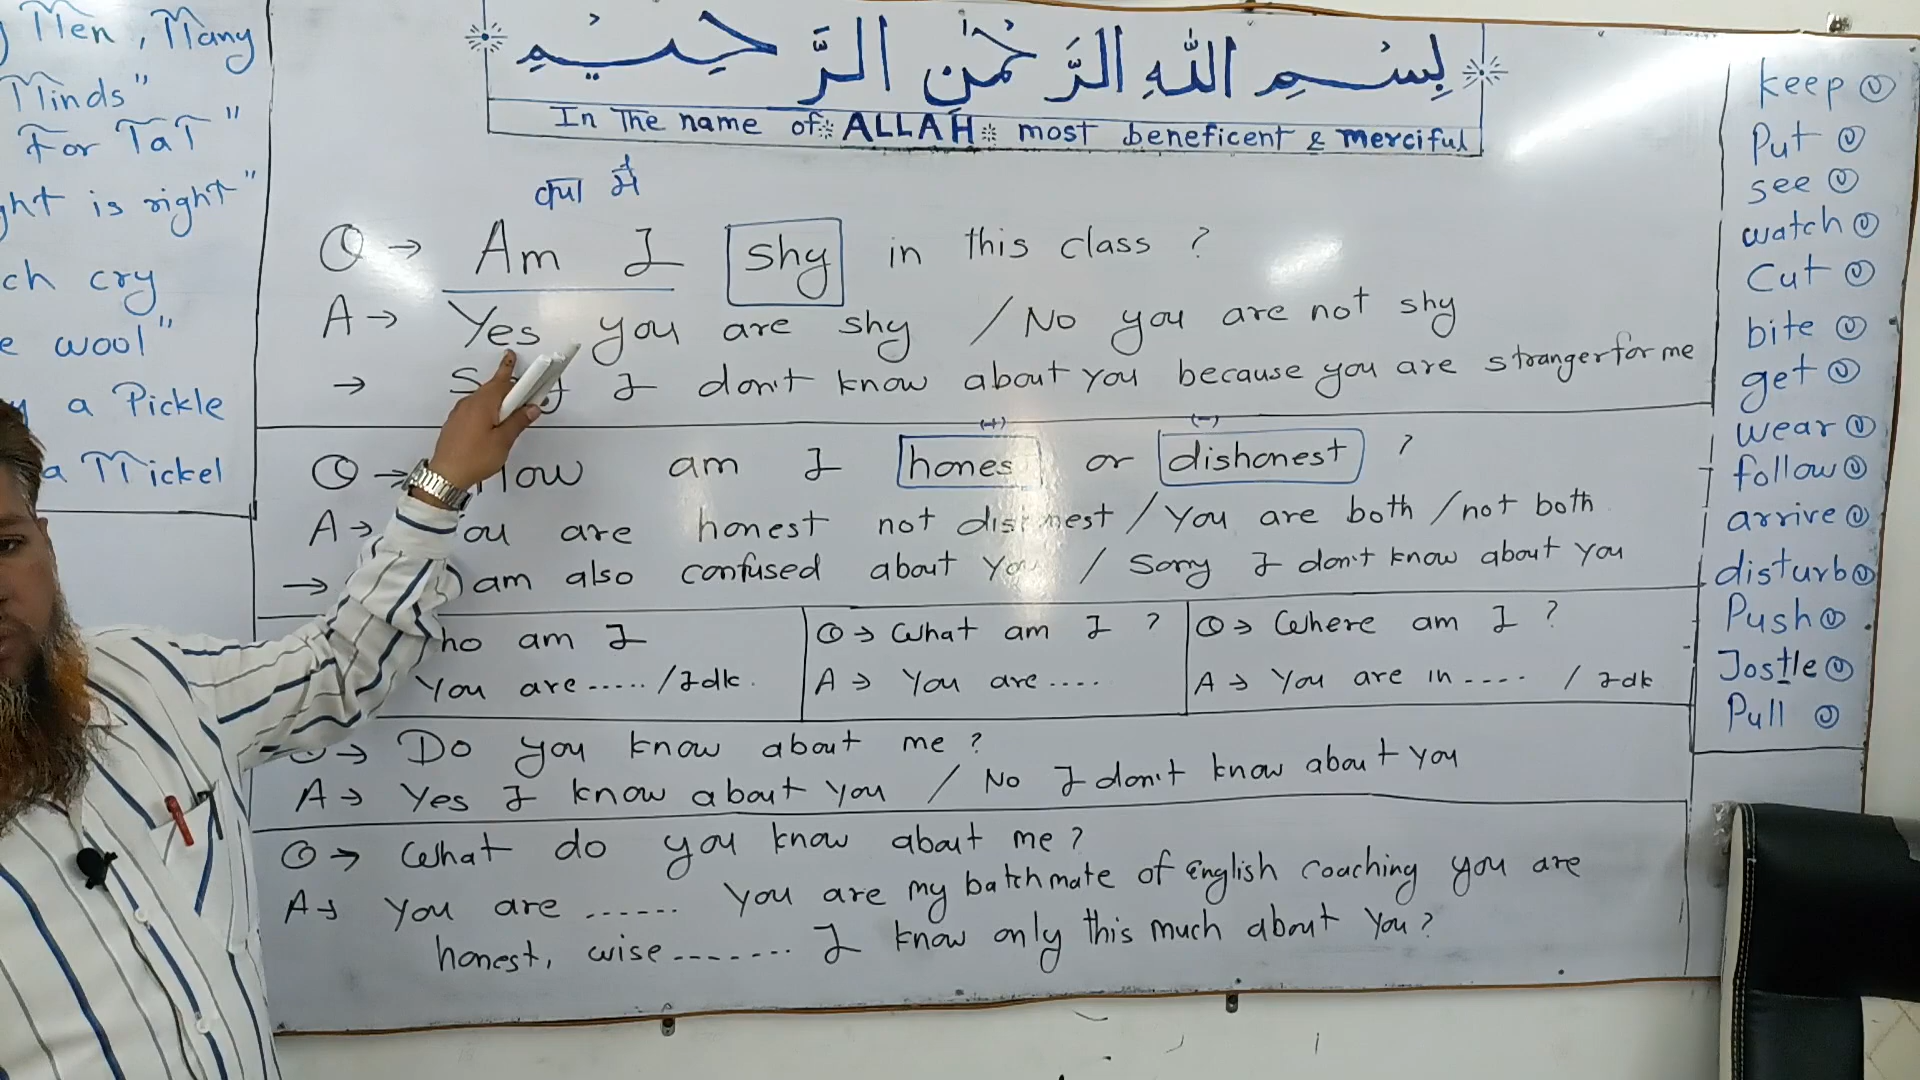 Men, Many
Minds"
For TaT"
is right"
cry
wool"
a Pickle
a Mickel
بِسْمِ اللهِ الرَّحْمٰنِ الرَّحِيْمِ
In The name of ALLAH most beneficent & merciful
क्या मैं
Q → Am I shy in this class ?
A → Yes you are shy / No you are not shy
→ I don't know about you because you are stranger for me
(+) (-)
Q → How am I hones or dishonest ?
A → You are honest not dishonest / You are both / not both
→ am also confused about you / Sorry I don't know about you
Who am I
You are ..... / Idk.
Q → What am I ?
A → You are ....
Q → Where am I ?
A → You are in .... / Idk
Q → Do you know about me ?
A → Yes I know about you / No I don't know about you
Q → What do you know about me ?
A → You are ...... You are my batchmate of English coaching you are
honest, wise ....... I know only this much about you ?
keep
Put
see
watch
Cut
bite
get
wear
follow
arrive
disturb
Push
Jostle
Pull